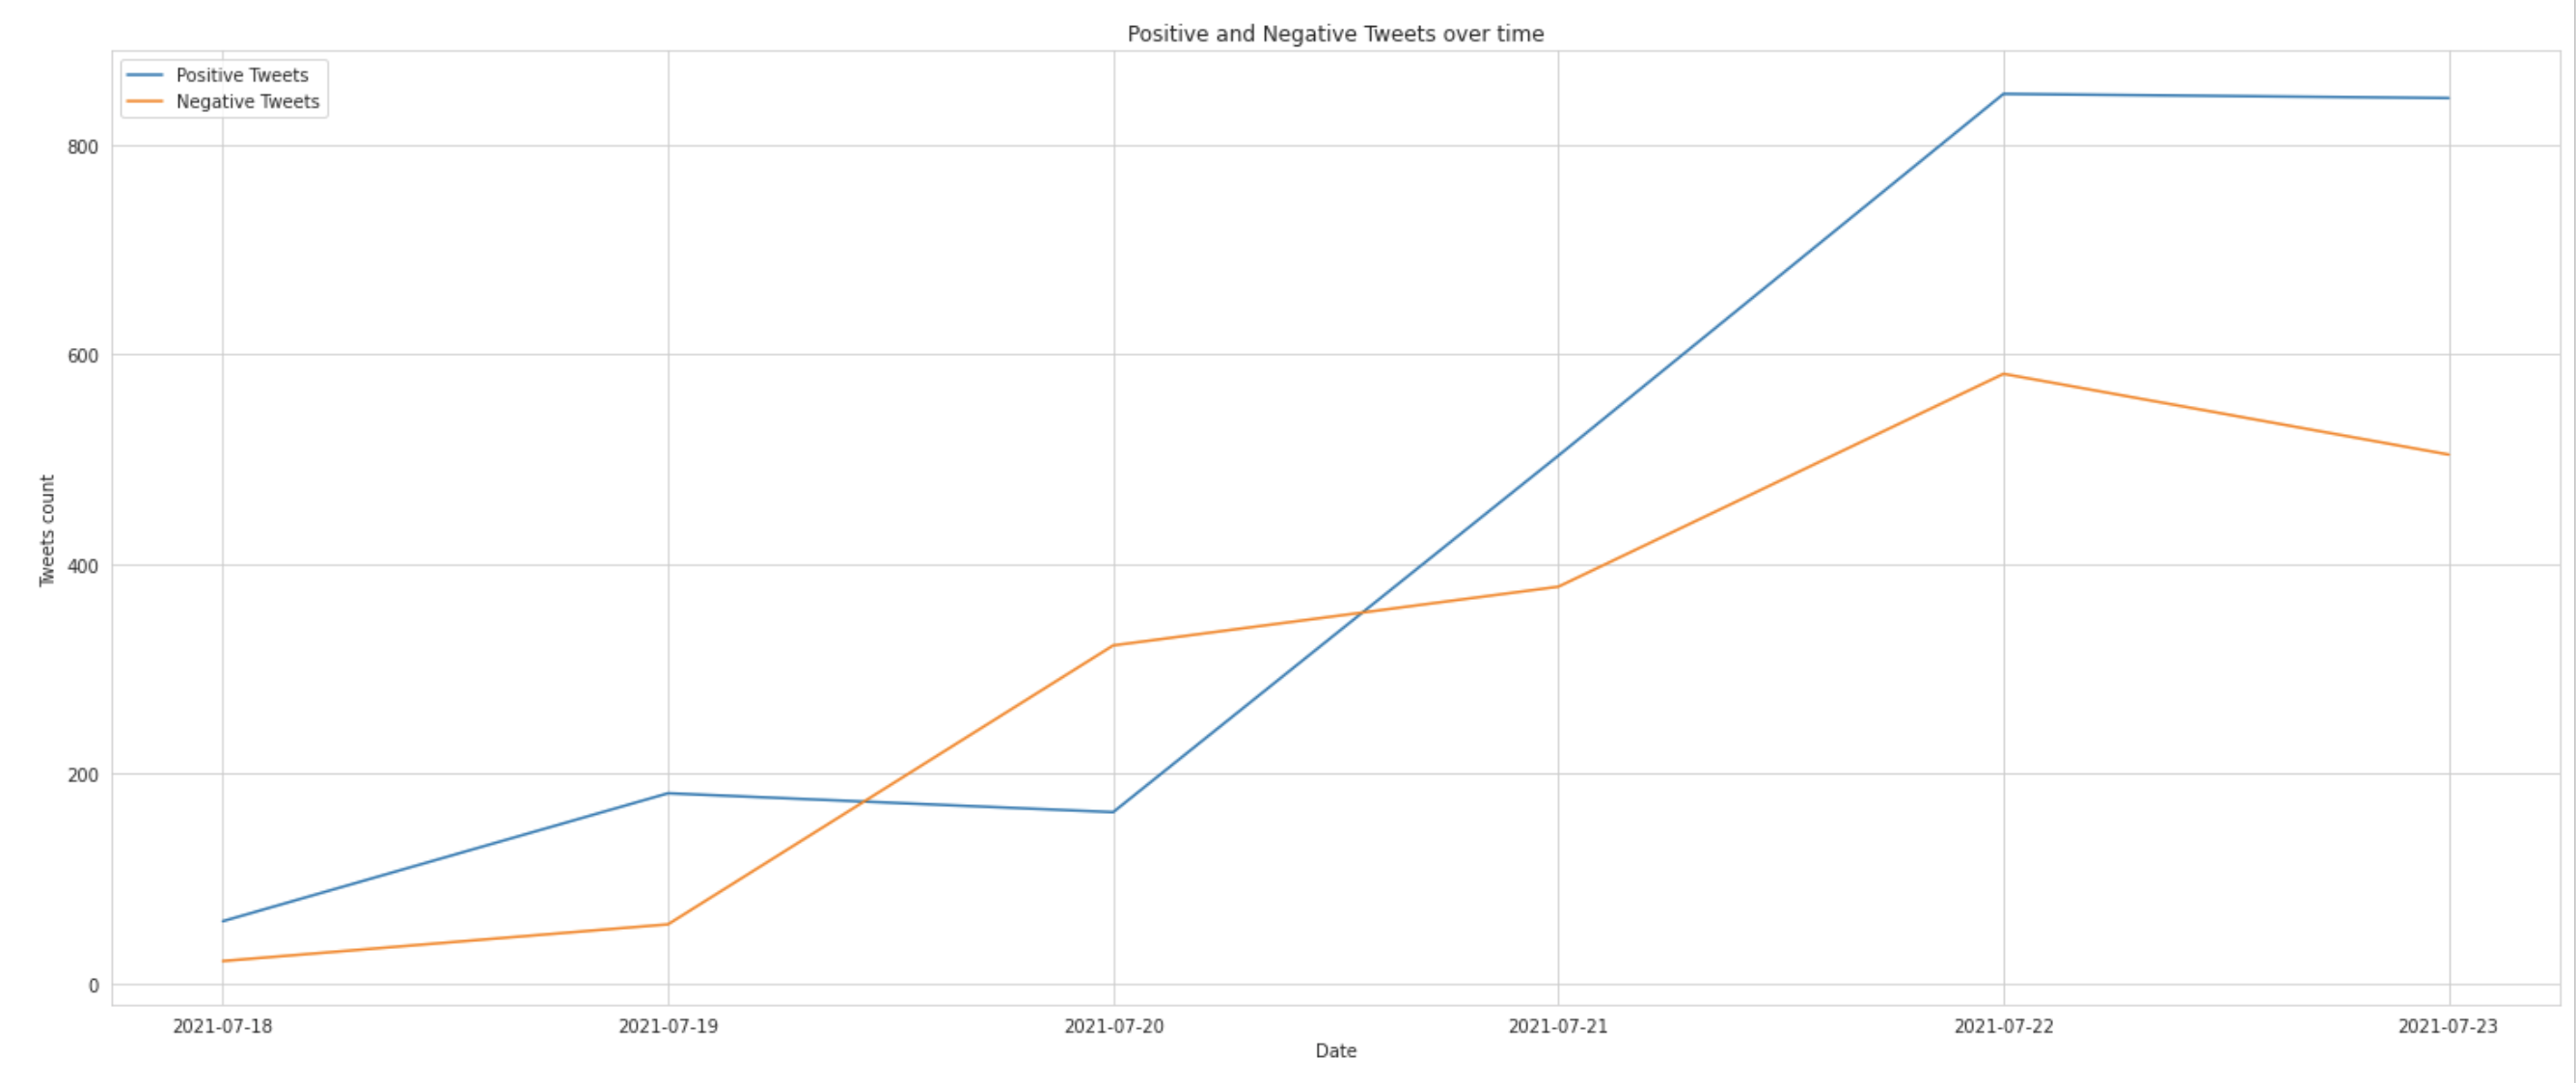 Positive and Negative Tweets over time
Positive Tweets
Negative Tweets
800
600
400
200
0
Tweets count
2021-07-18
2021-07-19
2021-07-20
2021-07-21
2021-07-22
2021-07-23
Date